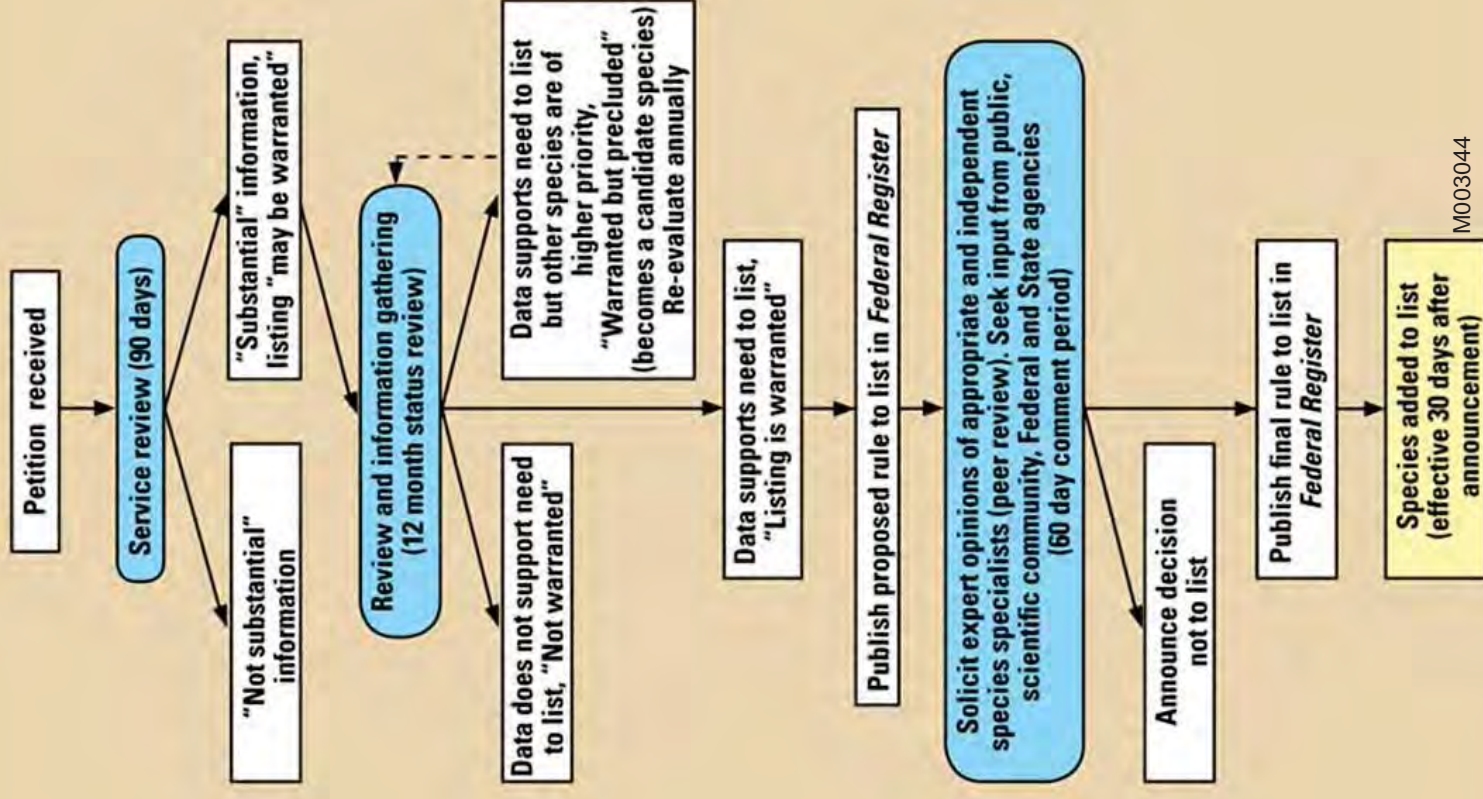 Petition received
Service review (90 days)
"Not substantial"
information
"Substantial" information,
listing "may be warranted"
Review and information gathering
(12 month status review)
Data does not support need
to list, "Not warranted"
Data supports need to list
but other species are of
higher priority,
"Warranted but precluded"
(becomes a candidate species)
Re-evaluate annually
Data supports need to list,
"Listing is warranted"
Publish proposed rule to list in Federal Register
Solicit expert opinions of appropriate and independent
species specialists (peer review). Seek input from public,
scientific community, Federal and State agencies
(60 day comment period)
Announce decision
not to list
Publish final rule to list in
Federal Register
Species added to list
(effective 30 days after
announcement)
M003044